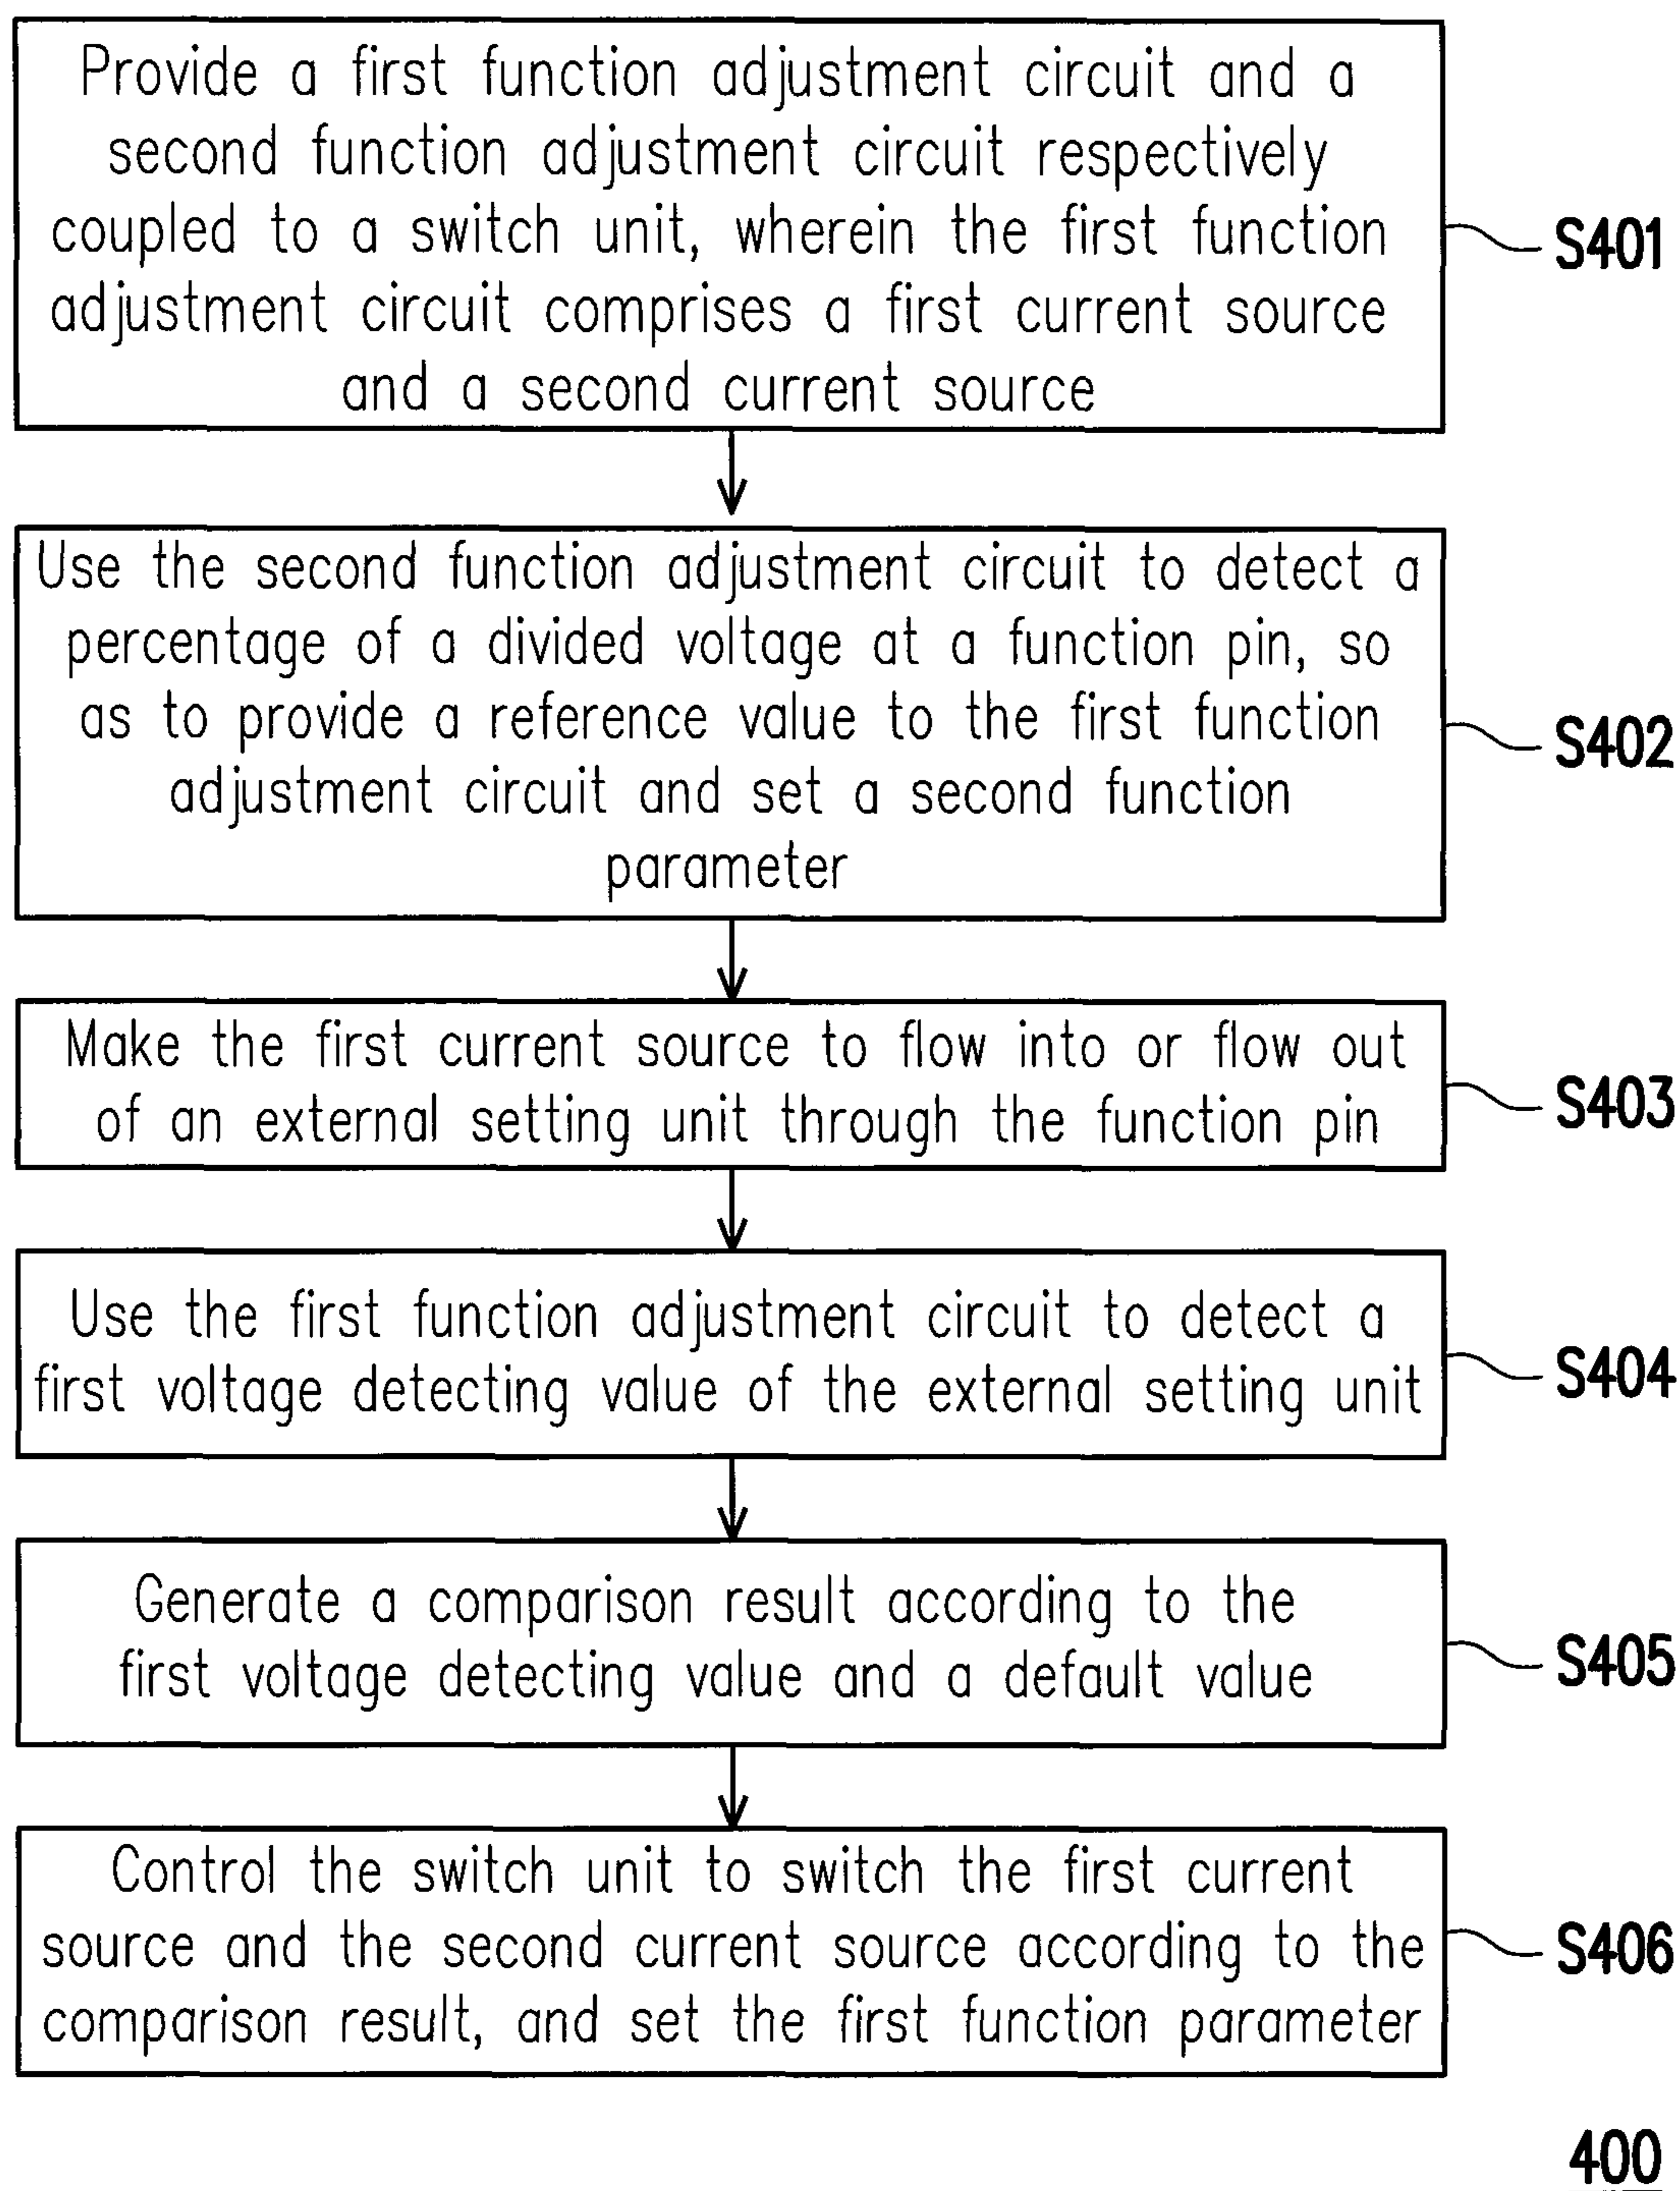 Provide a first function adjustment circuit and a
second function adjustment circuit respectively
coupled to a switch unit, wherein the first function
adjustment circuit comprises a first current source
and a second current source
S401
Use the second function adjustment circuit to detect a
percentage of a divided voltage at a function pin, so
as to provide a reference value to the first function
adjustment circuit and set a second function
parameter
S402
Make the first current source to flow into or flow out
of an external setting unit through the function pin
S403
Use the first function adjustment circuit to detect a
first voltage detecting value of the external setting unit
S404
Generate a comparison result according to the
first voltage detecting value and a default value
S405
Control the switch unit to switch the first current
source and the second current source according to the
comparison result, and set the first function parameter
S406
400